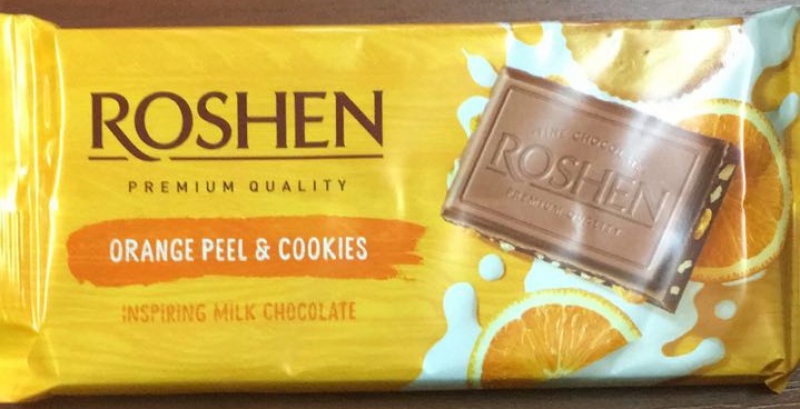 ROSHEN
PREMIUM QUALITY
ORANGE PEEL & COOKIES
INSPIRING MILK CHOCOLATE
ROSHEN